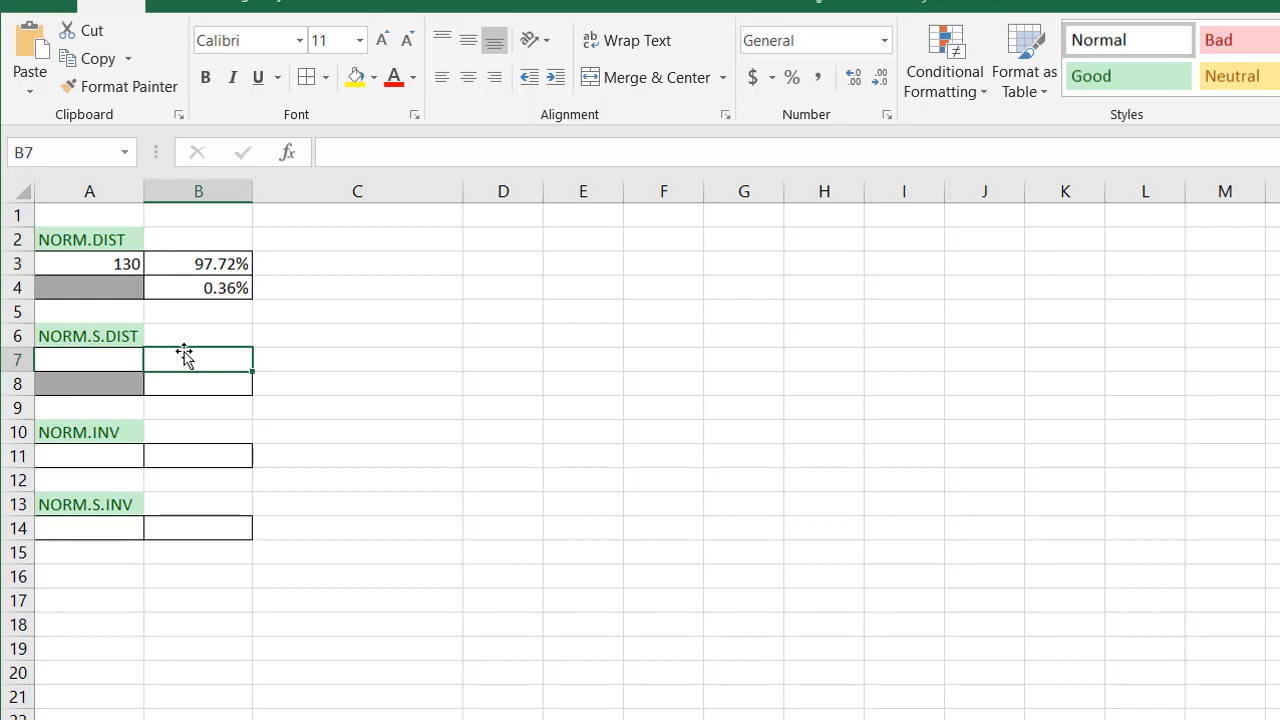 Cut
Copy
Format Painter
Paste
Clipboard
Calibri 11
B I U A
Font
Wrap Text
Merge & Center
Alignment
General
$ % ,
Number
Conditional
Formatting
Format as
Table
Normal Bad
Good Neutral
Styles
B7 fx
A B C D E F G H I J K L M
1
2 NORM.DIST
3 130 97.72%
4 0.36%
5
6 NORM.S.DIST
7
8
9
10 NORM.INV
11
12
13 NORM.S.INV
14
15
16
17
18
19
20
21